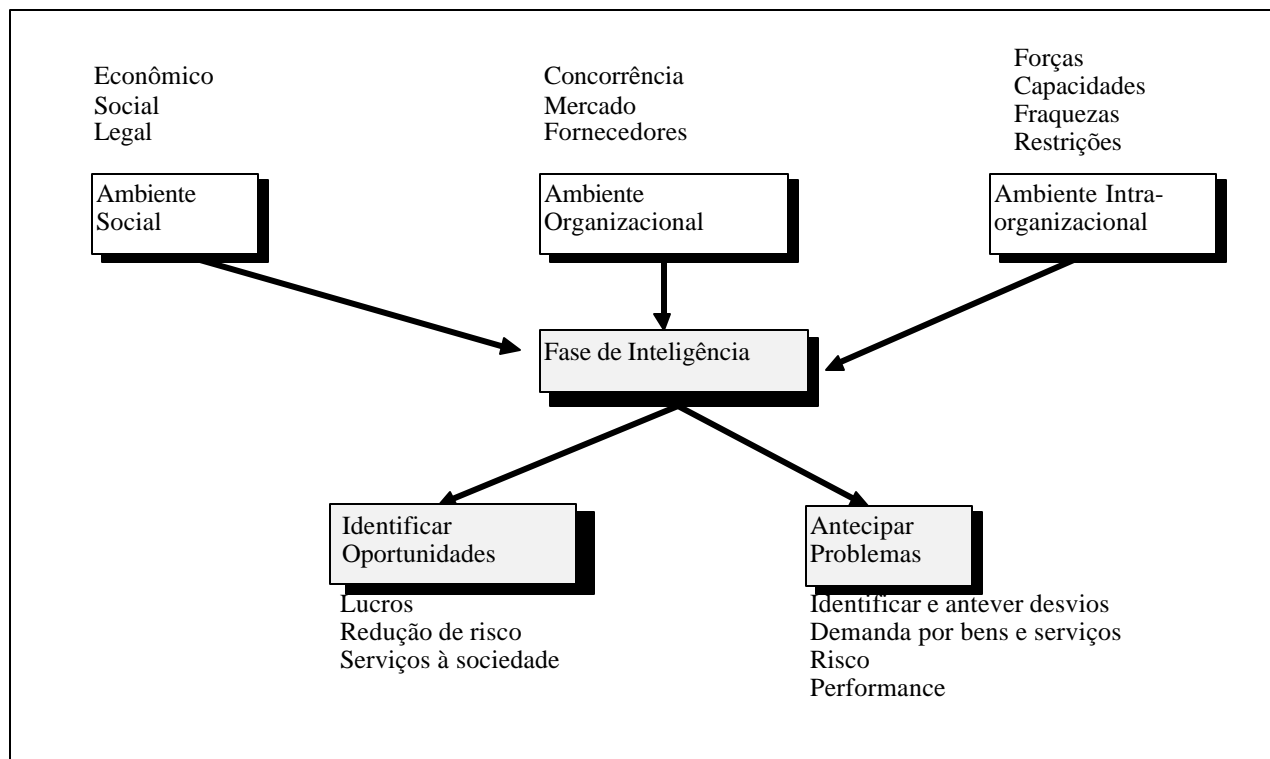 Econômico
Social
Legal
Concorrência
Mercado
Fornecedores
Forças
Capacidades
Fraquezas
Restrições
Ambiente
Social
Ambiente
Organizacional
Ambiente Intra-
organizacional
Fase de Inteligência
Identificar
Oportunidades
Lucros
Redução de risco
Serviços à sociedade
Antecipar
Problemas
Identificar e antever desvios
Demanda por bens e serviços
Risco
Performance